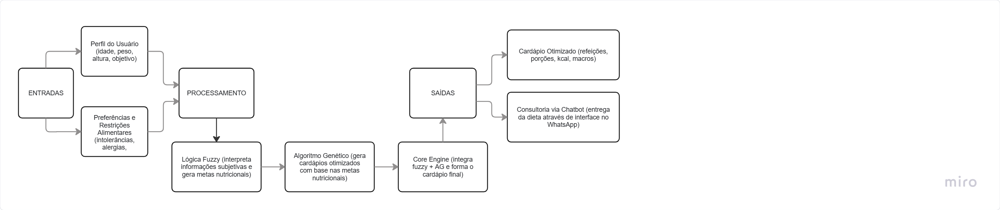 ENTRADAS
Perfil do Usuário
(idade, peso,
altura, objetivo)
Preferências e
Restrições
Alimentares
(intolerâncias,
alergias,
PROCESSAMENTO
Lógica Fuzzy (interpreta
informações subjetivas e
gera metas nutricionais)
Algoritmo Genético (gera
cardápios otimizados
com base nas metas
nutricionais)
Core Engine (integra
fuzzy + AG e forma o
cardápio final)
SAÍDAS
Cardápio Otimizado (refeições,
porções, kcal, macros)
Consultoria via Chatbot (entrega
da dieta através de interface no
WhatsApp)
miro